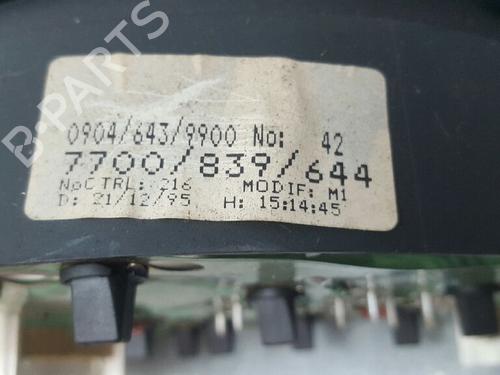 0904/643/9900 No: 42
7700/839/644
NoCTRL: 216 MODIF: M1
D: 21/12/95 H: 15:14:45
B-PARTS